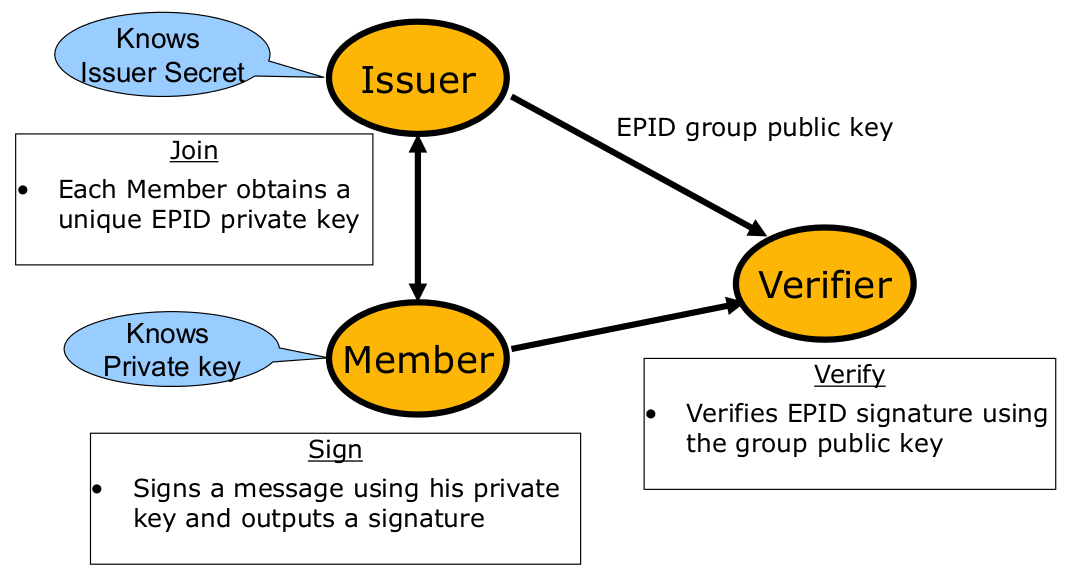 Knows
Issuer Secret
Issuer
EPID group public key
Join
• Each Member obtains a
unique EPID private key
Verifier
Knows
Private key
Member
Verify
• Verifies EPID signature using
the group public key
Sign
• Signs a message using his private
key and outputs a signature